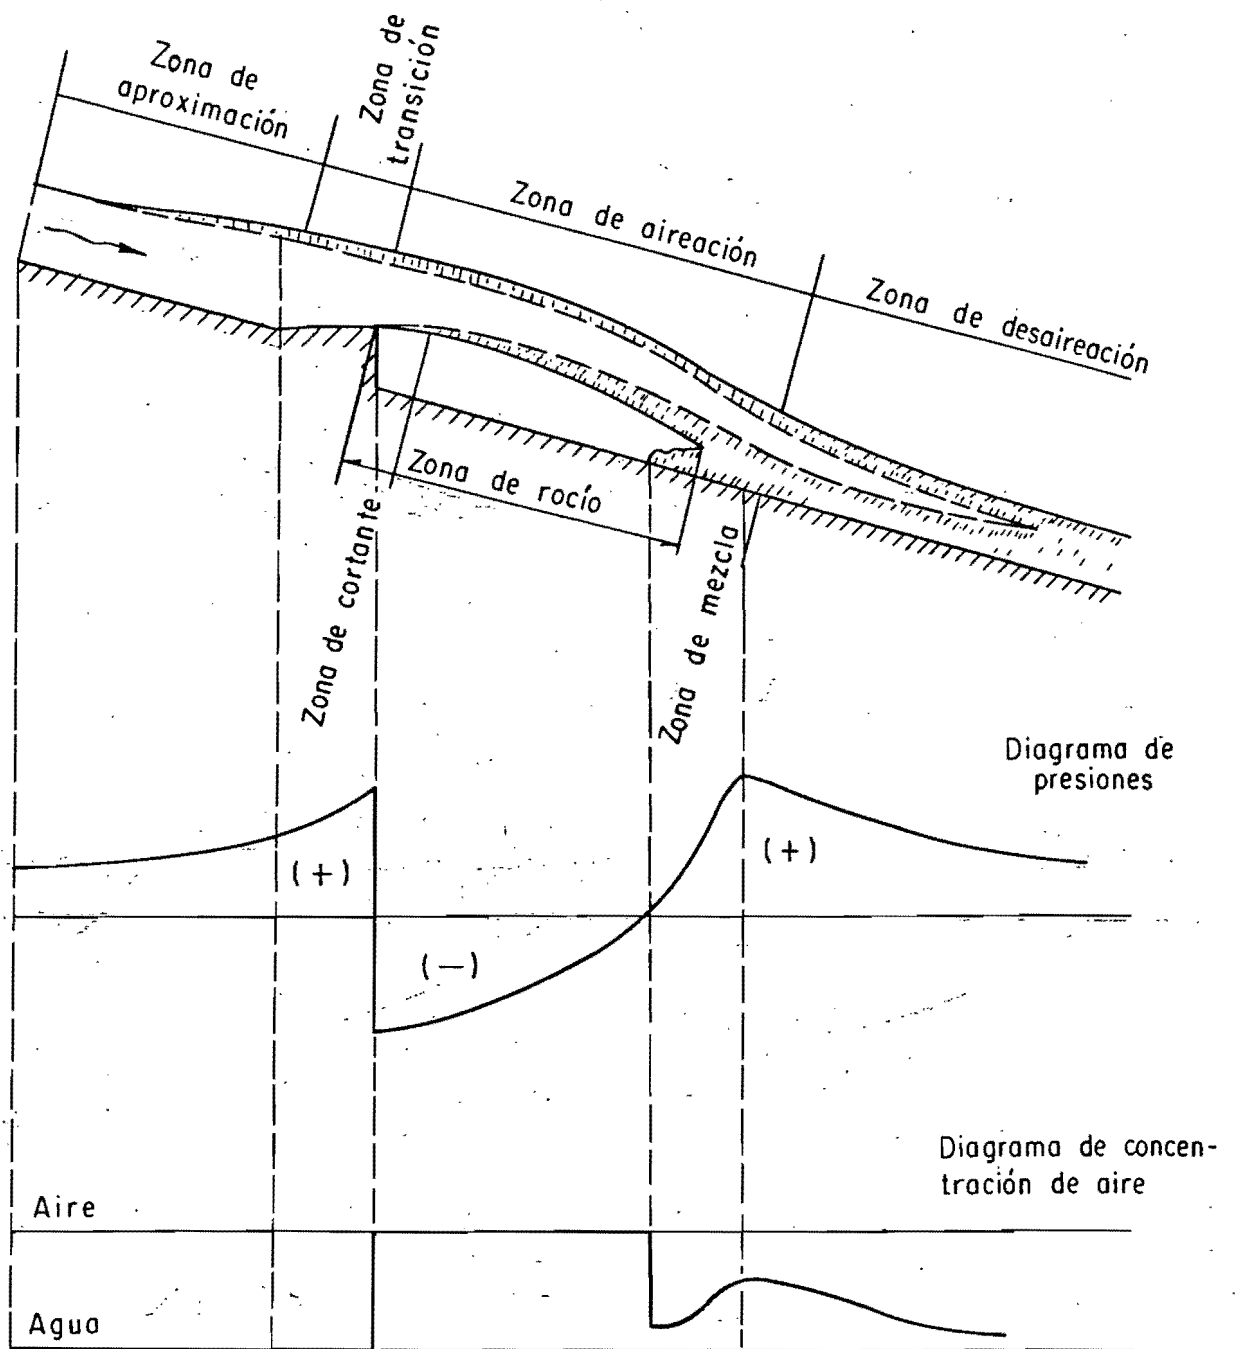 Zona de
aproximación
Zona de
transición
Zona de aireación
Zona de desaireación
Zona de rocío
Zona de cortante
Zona de mezcla
Diagrama de
presiones
(+)
(+)
(−)
Diagrama de concen-
tración de aire
Aire
Agua